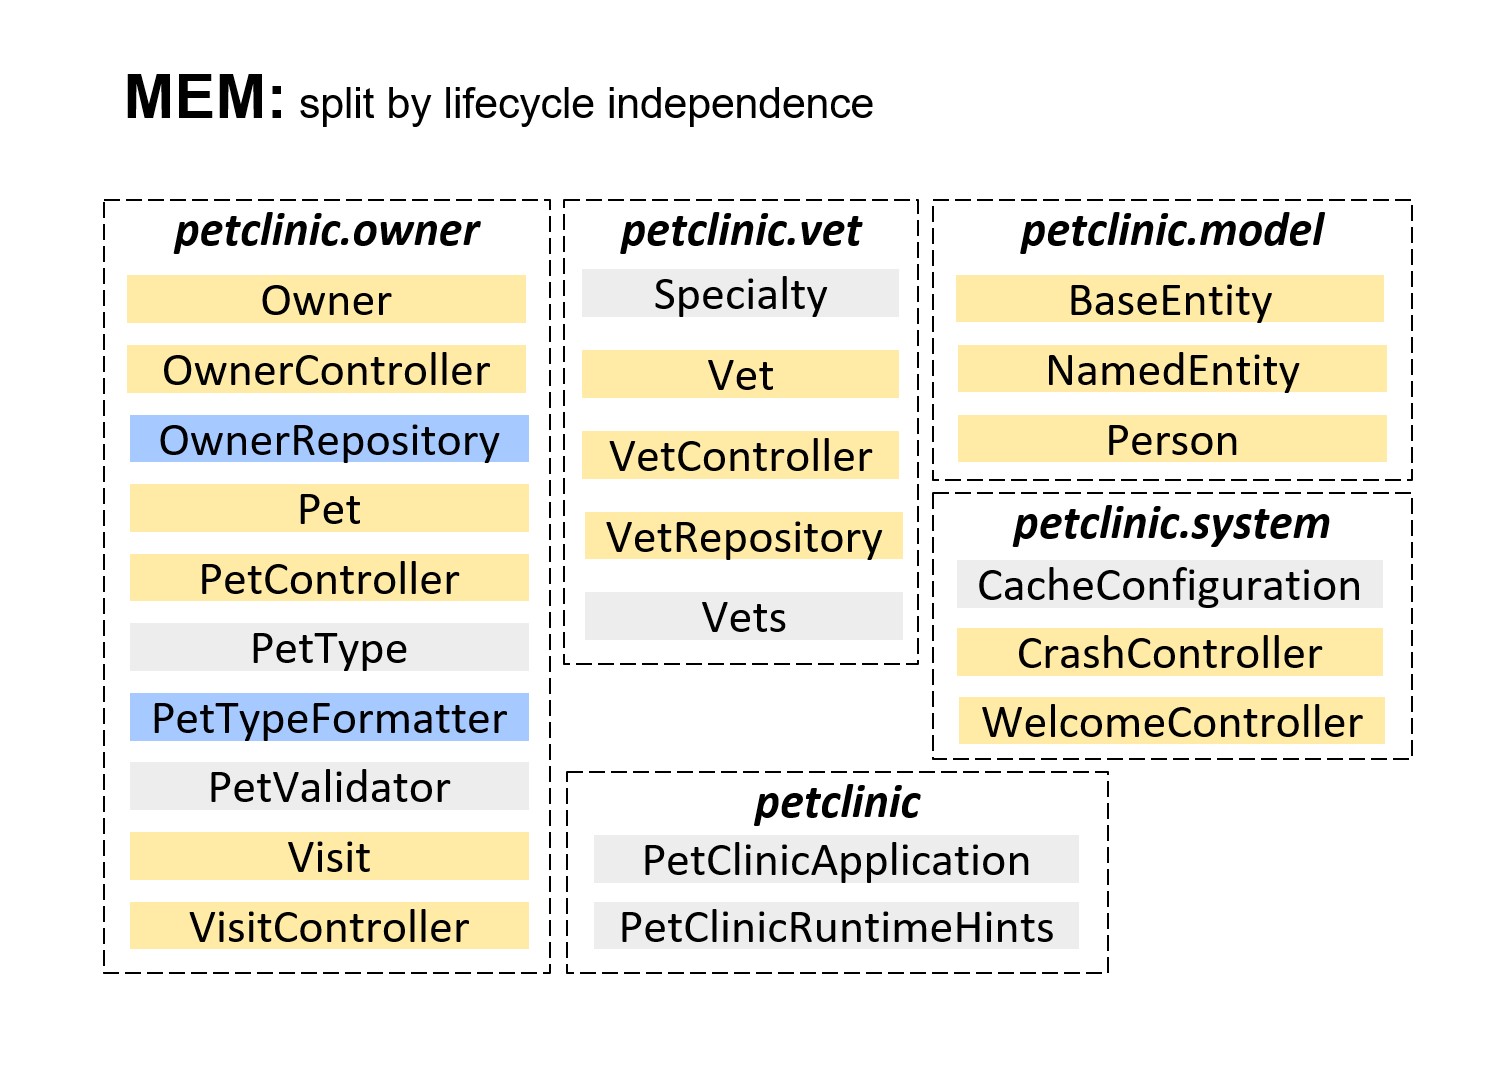 MEM: split by lifecycle independence
petclinic.owner
Owner
OwnerController
OwnerRepository
Pet
PetController
PetType
PetTypeFormatter
PetValidator
Visit
VisitController
petclinic.vet
Specialty
Vet
VetController
VetRepository
Vets
petclinic.model
BaseEntity
NamedEntity
Person
petclinic.system
CacheConfiguration
CrashController
WelcomeController
petclinic
PetClinicApplication
PetClinicRuntimeHints